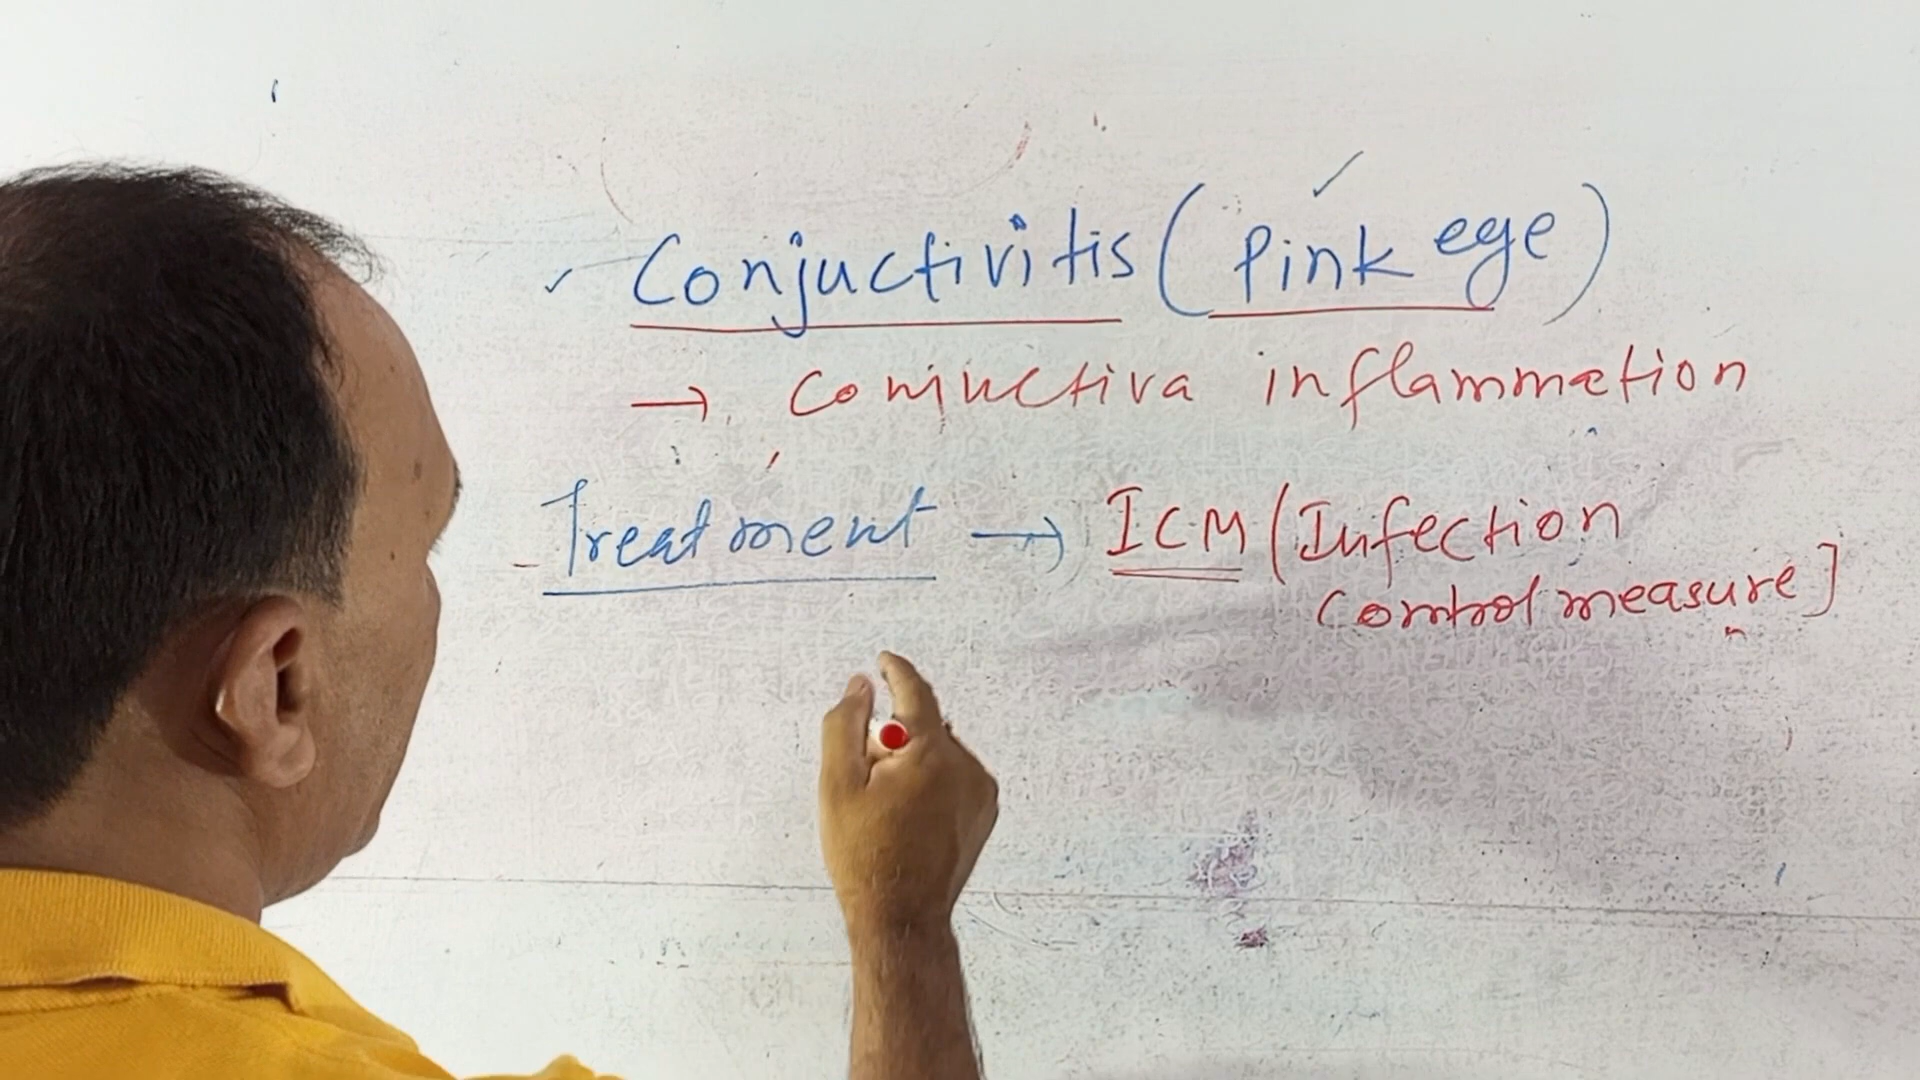 Conjuctivitis (Pink eye)
→ Conjuctiva inflammation
Treatment → ICM (Infection
Control measure]